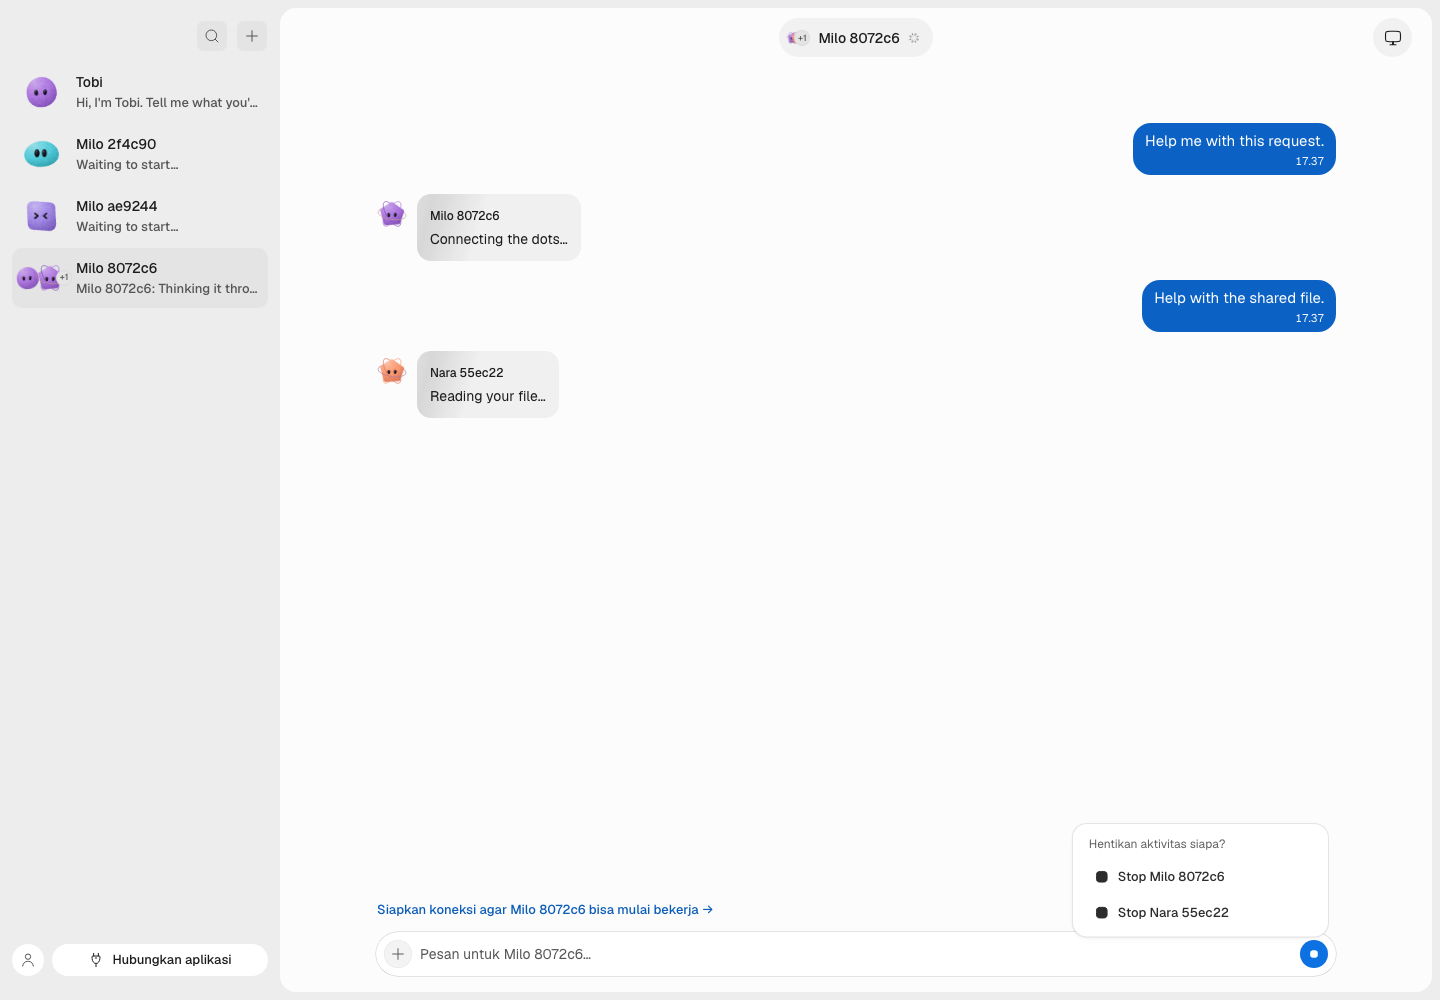 Tobi
Hi, I'm Tobi. Tell me what you'...
Milo 2f4c90
Waiting to start...
Milo ae9244
Waiting to start...
+1
Milo 8072c6
Milo 8072c6: Thinking it thro...
Hubungkan aplikasi
+1 Milo 8072c6
Help me with this request.
17.37
Milo 8072c6
Connecting the dots...
Help with the shared file.
17.37
Nara 55ec22
Reading your file...
Hentikan aktivitas siapa?
Stop Milo 8072c6
Stop Nara 55ec22
Siapkan koneksi agar Milo 8072c6 bisa mulai bekerja →
Pesan untuk Milo 8072c6...